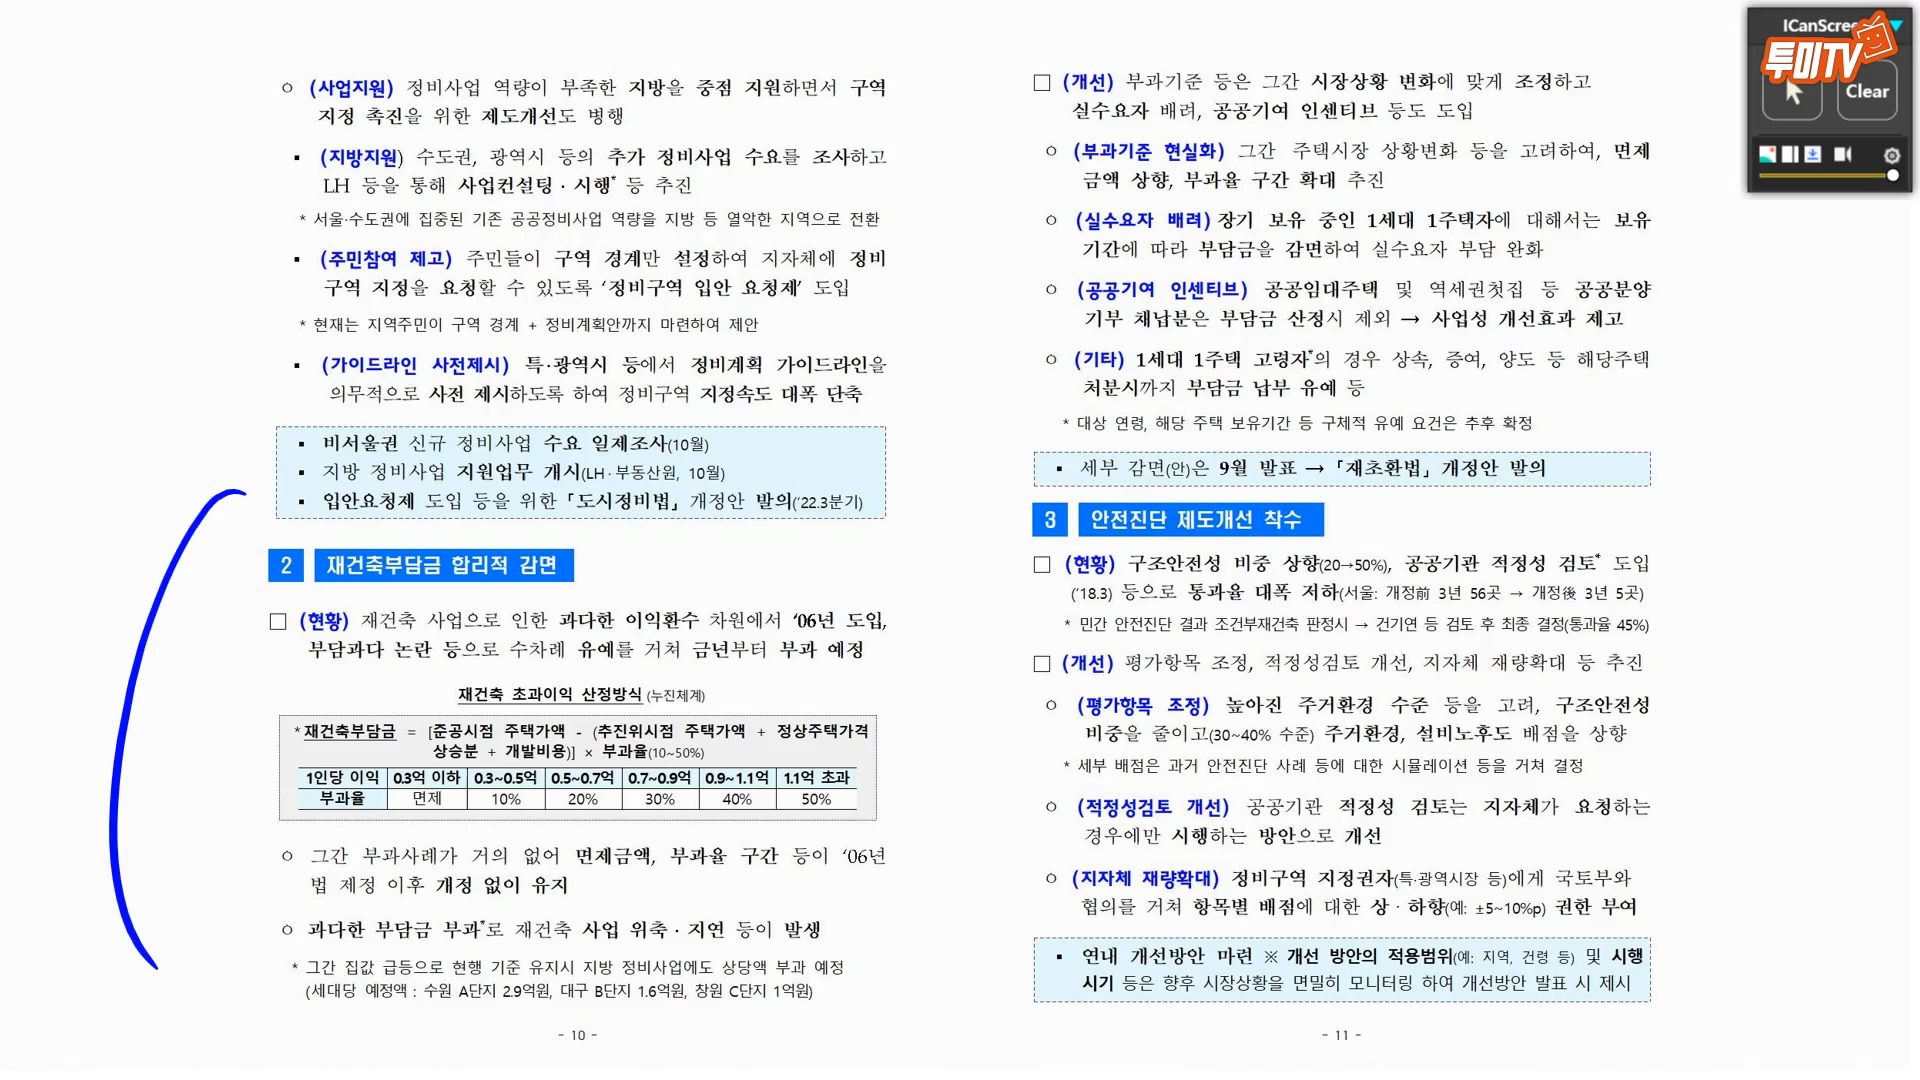 ○ (사업지원) 정비사업 역량이 부족한 지방을 중점 지원하면서 구역
지정 촉진을 위한 제도개선도 병행
▪ (지방지원) 수도권, 광역시 등의 추가 정비사업 수요를 조사하고
LH 등을 통해 사업컨설팅·시행* 등 추진
* 서울·수도권에 집중된 기존 공공정비사업 역량을 지방 등 열악한 지역으로 전환
▪ (주민참여 제고) 주민들이 구역 경계만 설정하여 지자체에 정비
구역 지정을 요청할 수 있도록 ‘정비구역 입안 요청제’ 도입
* 현재는 지역주민이 구역 경계 + 정비계획안까지 마련하여 제안
▪ (가이드라인 사전제시) 특·광역시 등에서 정비계획 가이드라인을
의무적으로 사전 제시하도록 하여 정비구역 지정속도 대폭 단축
▪ 비서울권 신규 정비사업 수요 일제조사(10월)
▪ 지방 정비사업 지원업무 개시(LH·부동산원, 10월)
▪ 입안요청제 도입 등을 위한「도시정비법」개정안 발의(‘22.3분기)
2 재건축부담금 합리적 감면
□ (현황) 재건축 사업으로 인한 과다한 이익환수 차원에서 ‘06년 도입,
부담과다 논란 등으로 수차례 유예를 거쳐 금년부터 부과 예정
재건축 초과이익 산정방식 (누진체계)
* 재건축부담금 = [준공시점 주택가액 - (추진위시점 주택가액 + 정상주택가격
상승분 + 개발비용)] × 부과율(10~50%)
1인당 이익 0.3억 이하 0.3~0.5억 0.5~0.7억 0.7~0.9억 0.9~1.1억 1.1억 초과
부과율 면제 10% 20% 30% 40% 50%
○ 그간 부과사례가 거의 없어 면제금액, 부과율 구간 등이 ‘06년
법 제정 이후 개정 없이 유지
○ 과다한 부담금 부과*로 재건축 사업 위축·지연 등이 발생
* 그간 집값 급등으로 현행 기준 유지시 지방 정비사업에도 상당액 부과 예정
(세대당 예정액 : 수원 A단지 2.9억원, 대구 B단지 1.6억원, 창원 C단지 1억원)
- 10 -
□ (개선) 부과기준 등은 그간 시장상황 변화에 맞게 조정하고
실수요자 배려, 공공기여 인센티브 등도 도입
○ (부과기준 현실화) 그간 주택시장 상황변화 등을 고려하여, 면제
금액 상향, 부과율 구간 확대 추진
○ (실수요자 배려) 장기 보유 중인 1세대 1주택자에 대해서는 보유
기간에 따라 부담금을 감면하여 실수요자 부담 완화
○ (공공기여 인센티브) 공공임대주택 및 역세권첫집 등 공공분양
기부 채납분은 부담금 산정시 제외 → 사업성 개선효과 제고
○ (기타) 1세대 1주택 고령자*의 경우 상속, 증여, 양도 등 해당주택
처분시까지 부담금 납부 유예 등
* 대상 연령, 해당 주택 보유기간 등 구체적 유예 요건은 추후 확정
▪ 세부 감면(안)은 9월 발표 →「재초환법」개정안 발의
3 안전진단 제도개선 착수
□ (현황) 구조안전성 비중 상향(20→50%), 공공기관 적정성 검토* 도입
(‘18.3) 등으로 통과율 대폭 저하(서울: 개정前 3년 56곳 → 개정後 3년 5곳)
* 민간 안전진단 결과 조건부재건축 판정시 → 건기연 등 검토 후 최종 결정(통과율 45%)
□ (개선) 평가항목 조정, 적정성검토 개선, 지자체 재량확대 등 추진
○ (평가항목 조정) 높아진 주거환경 수준 등을 고려, 구조안전성
비중을 줄이고(30~40% 수준) 주거환경, 설비노후도 배점을 상향
* 세부 배점은 과거 안전진단 사례 등에 대한 시뮬레이션 등을 거쳐 결정
○ (적정성검토 개선) 공공기관 적정성 검토는 지자체가 요청하는
경우에만 시행하는 방안으로 개선
○ (지자체 재량확대) 정비구역 지정권자(특·광역시장 등)에게 국토부와
협의를 거쳐 항목별 배점에 대한 상·하향(예: ±5~10%p) 권한 부여
▪ 연내 개선방안 마련 ※ 개선 방안의 적용범위(예: 지역, 건령 등) 및 시행
시기 등은 향후 시장상황을 면밀히 모니터링 하여 개선방안 발표 시 제시
- 11 -
ICanScre
투미TV
Clear